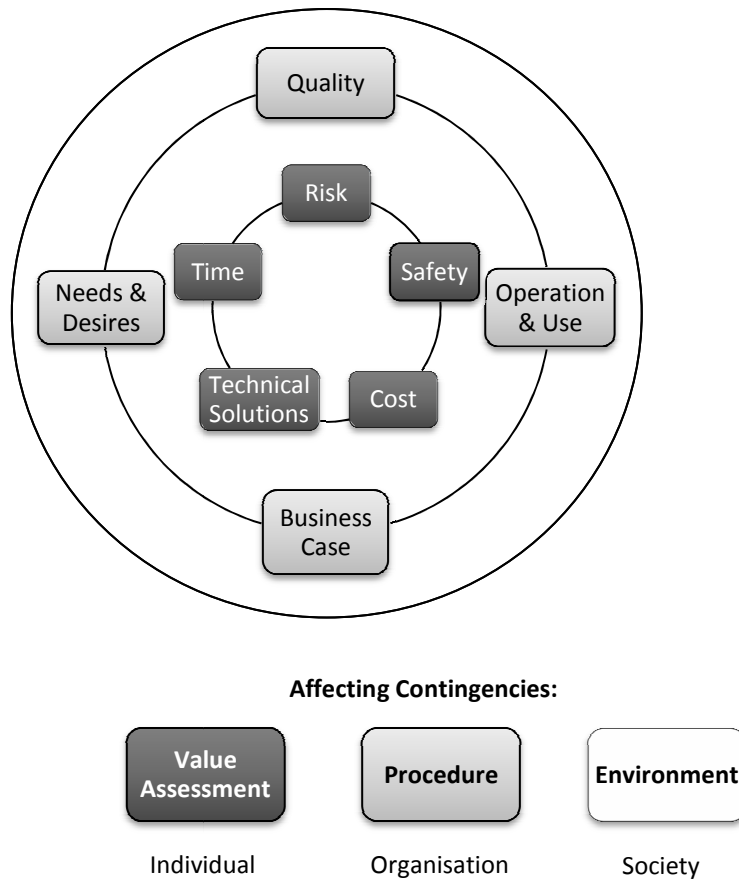 Quality
Risk
Time
Safety
Needs &
Desires
Operation
& Use
Technical
Solutions
Cost
Business
Case
Affecting Contingencies:
Value
Assessment
Procedure
Environment
Individual
Organisation
Society